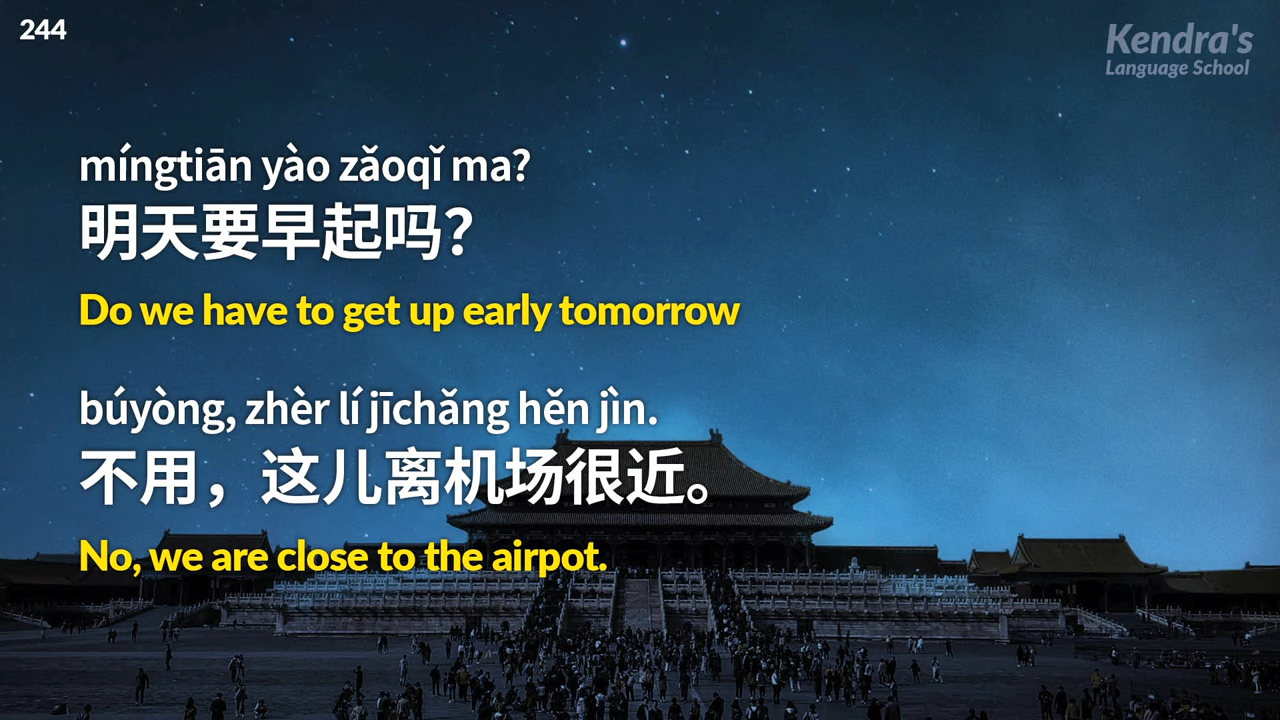 244
Kendra's
Language School
míngtiān yào zǎoqǐ ma?
明天要早起吗?
Do we have to get up early tomorrow
búyòng, zhèr lí jīchǎng hěn jìn.
不用，这儿离机场很近。
No, we are close to the airpot.